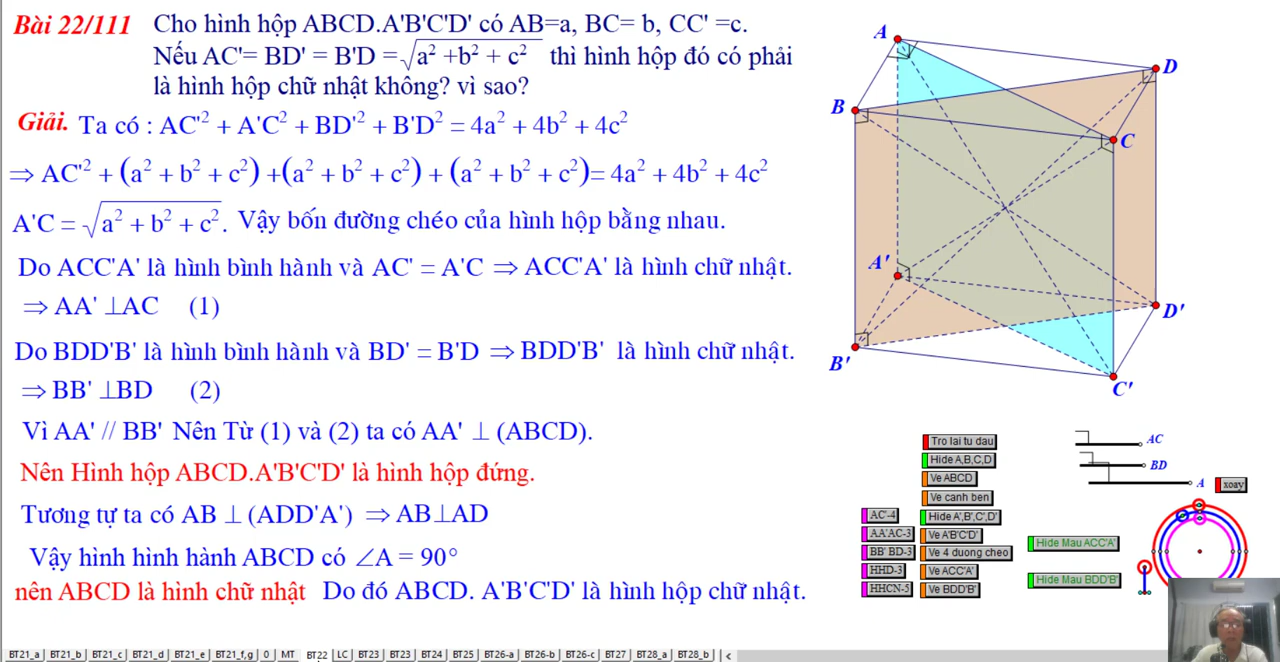 Bài 22/111 Cho hình hộp ABCD.A'B'C'D' có AB=a, BC= b, CC' =c.
Nếu AC'= BD' = B'D =√(a² +b² + c²) thì hình hộp đó có phải
là hình hộp chữ nhật không? vì sao?
Giải. Ta có : AC'² + A'C² + BD'² + B'D² = 4a² + 4b² + 4c²
⇒ AC'² + (a² + b² + c²) +(a² + b² + c²) + (a² + b² + c²)= 4a² + 4b² + 4c²
A'C = √(a² + b² + c²). Vậy bốn đường chéo của hình hộp bằng nhau.
Do ACC'A' là hình bình hành và AC' = A'C ⇒ ACC'A' là hình chữ nhật.
⇒ AA' ⊥AC (1)
Do BDD'B' là hình bình hành và BD' = B'D ⇒ BDD'B' là hình chữ nhật.
⇒ BB' ⊥BD (2)
Vì AA' // BB' Nên Từ (1) và (2) ta có AA' ⊥ (ABCD).
Nên Hình hộp ABCD.A'B'C'D' là hình hộp đứng.
Tương tự ta có AB ⊥ (ADD'A') ⇒ AB⊥AD
Vậy hình hình hành ABCD có ∠A = 90°
nên ABCD là hình chữ nhật Do đó ABCD. A'B'C'D' là hình hộp chữ nhật.
A
D
B
C
A'
D'
B'
C'
Tro lai tu dau
Hide A,B,C,D
Ve ABCD
Ve canh ben
Hide A',B',C',D'
Ve A'B'C'D'
Ve 4 duong cheo
Ve ACC'A'
Ve BDD'B'
AC'-4
AA'AC-3
BB' BD-3
HHD-3
HHCN-5
AC
BD
A
xoay
Hide Mau ACC'A'
Hide Mau BDD'B'
BT21_a BT21_b BT21_c BT21_d BT21_e BT21_f,g 0 MT BT22 LC BT23 BT23 BT24 BT25 BT26-a BT26-b BT26-c BT27 BT28_a BT28_b <